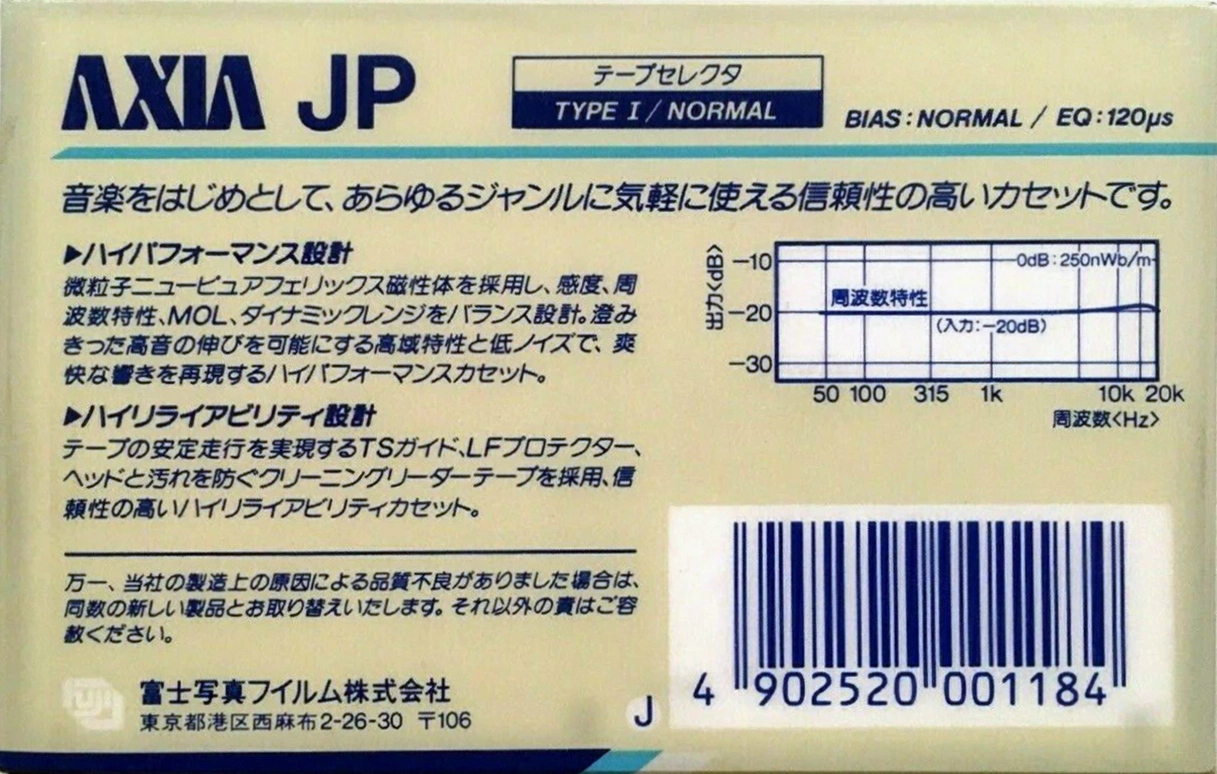 AXIA JP
テープセレクタ
TYPE I / NORMAL
BIAS:NORMAL / EQ:120μs
音楽をはじめとして、あらゆるジャンルに気軽に使える信頼性の高いカセットです。
▶ハイパフォーマンス設計
微粒子ニューピュアフェリックス磁性体を採用し、感度、周
波数特性、MOL、ダイナミックレンジをバランス設計。澄み
きった高音の伸びを可能にする高域特性と低ノイズで、爽
快な響きを再現するハイパフォーマンスカセット。
▶ハイリライアビリティ設計
テープの安定走行を実現するTSガイド、LFプロテクター、
ヘッドと汚れを防ぐクリーニングリーダーテープを採用、信
頼性の高いハイリライアビリティカセット。
万一、当社の製造上の原因による品質不良がありました場合は、
同数の新しい製品とお取り替えいたします。それ以外の責はご容
赦ください。
FUJI
富士写真フイルム株式会社
東京都港区西麻布2-26-30 〒106
J
出力<dB>
-10
-20
-30
0dB:250nWb/m
周波数特性
(入力:-20dB)
50 100 315 1k 10k 20k
周波数<Hz>
4 902520 001184